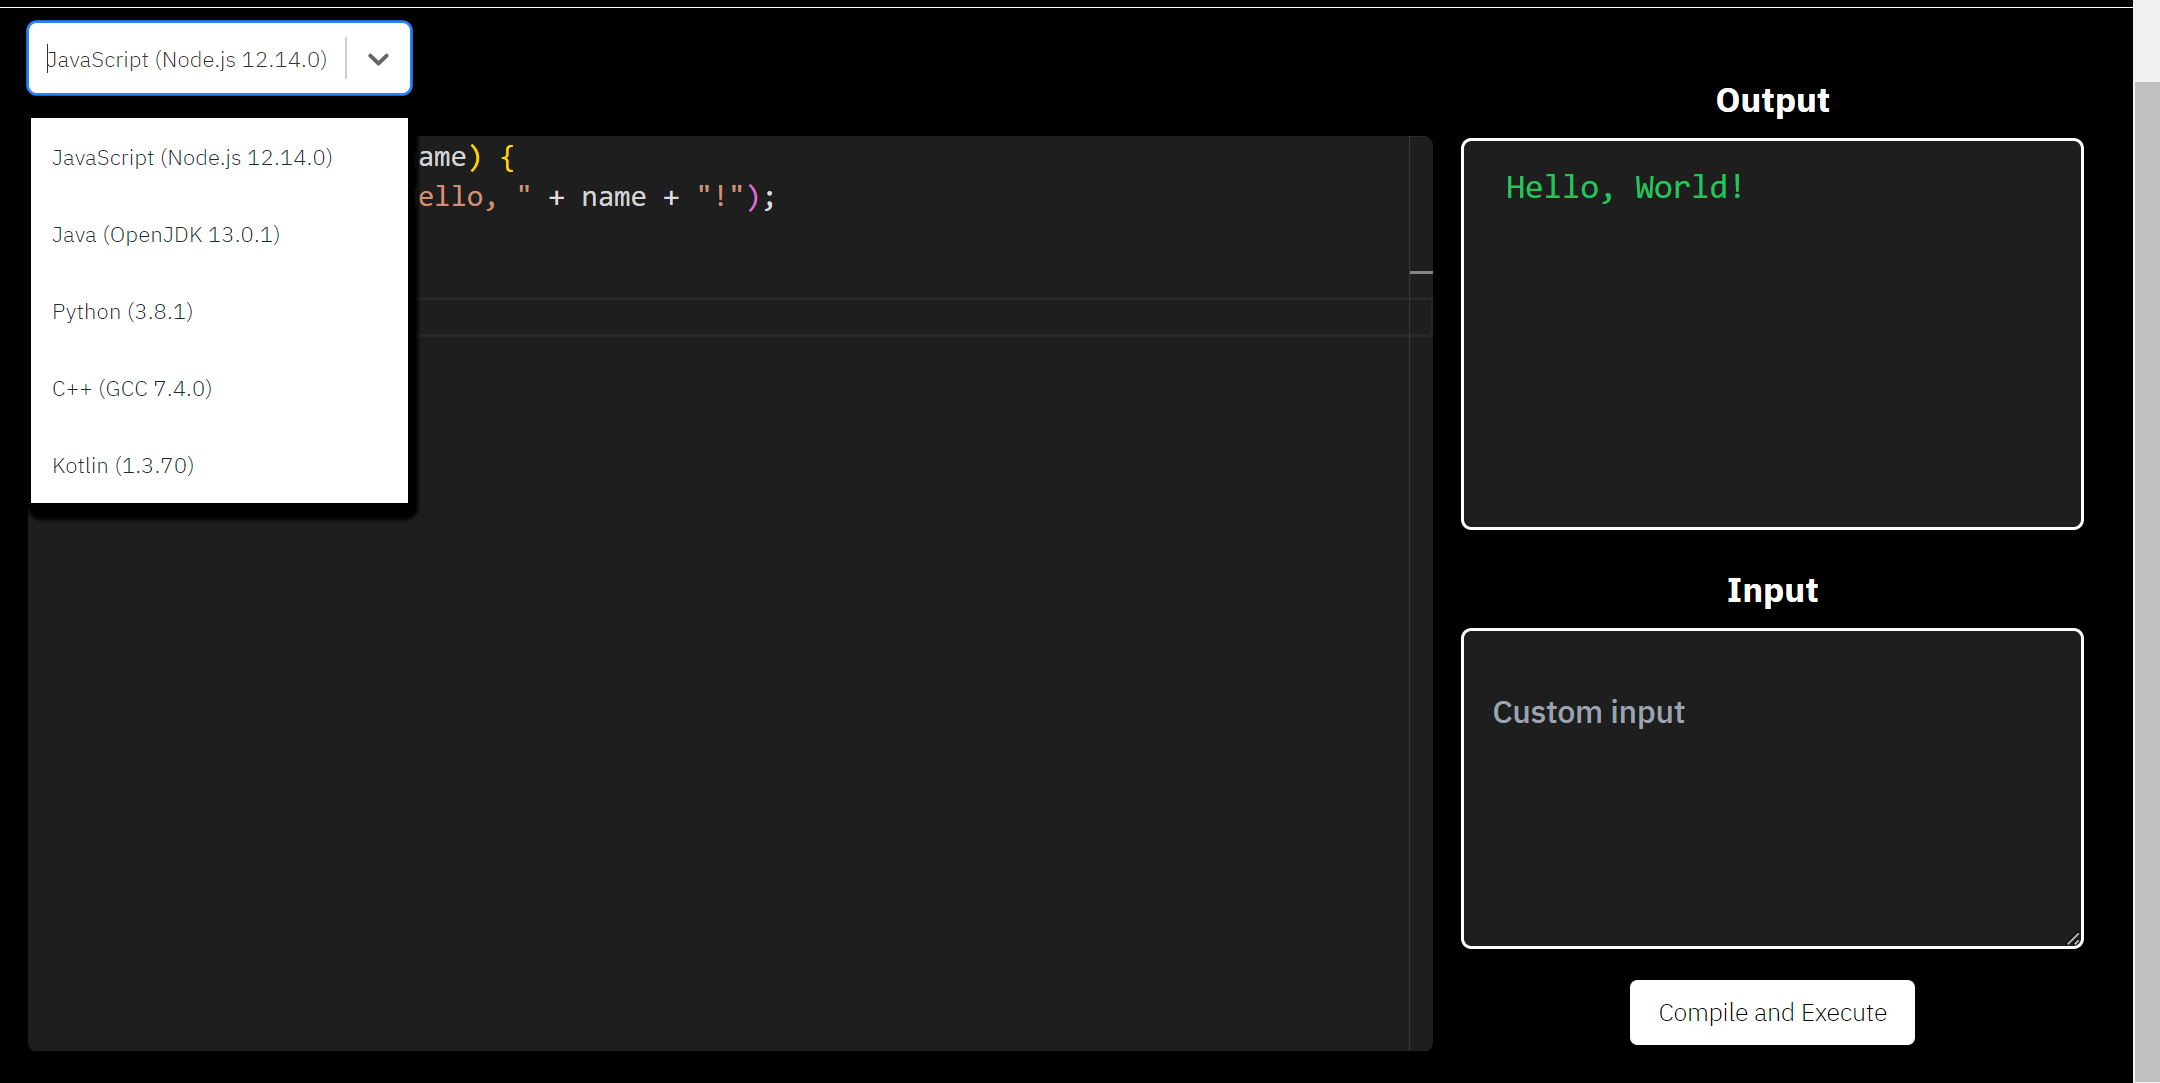 JavaScript (Node.js 12.14.0)
JavaScript (Node.js 12.14.0)
Java (OpenJDK 13.0.1)
Python (3.8.1)
C++ (GCC 7.4.0)
Kotlin (1.3.70)
ame) {
ello, " + name + "!");
Output
Hello, World!
Input
Custom input
Compile and Execute